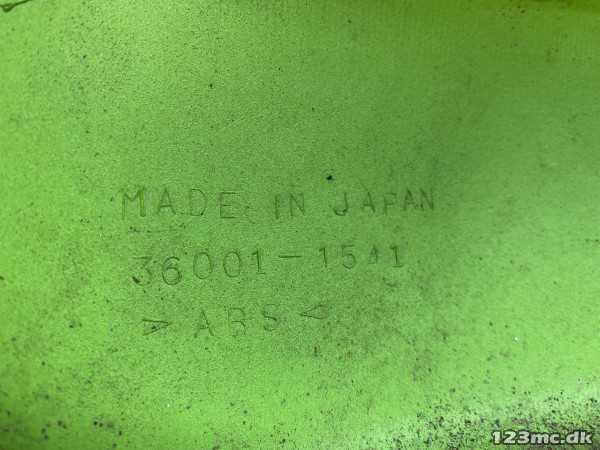 MADE IN JAPAN
36001-1541
>ABS<
123mc.dk